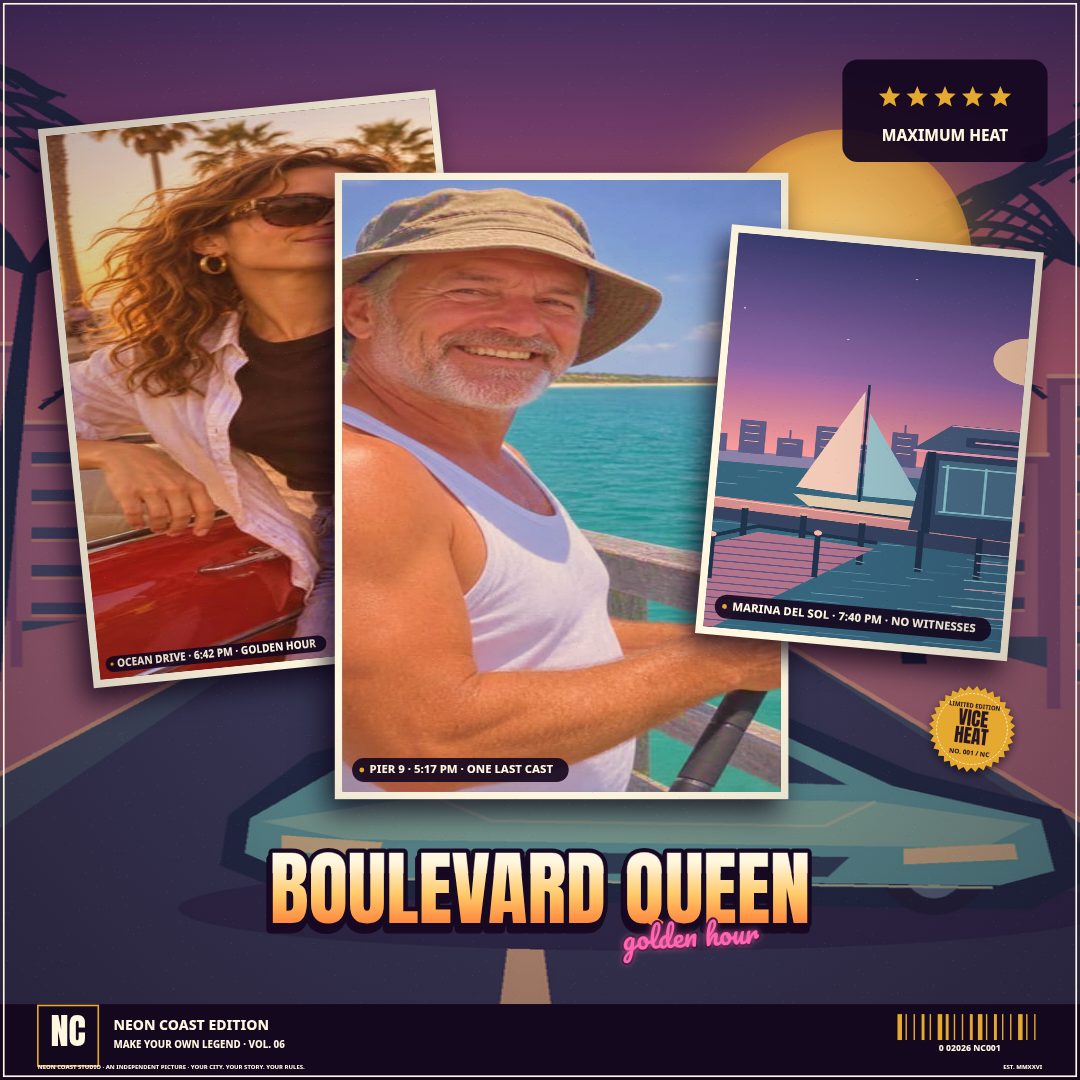 ★★★★★
MAXIMUM HEAT
• OCEAN DRIVE · 6:42 PM · GOLDEN HOUR
• PIER 9 · 5:17 PM · ONE LAST CAST
• MARINA DEL SOL · 7:40 PM · NO WITNESSES
LIMITED EDITION
VICE
HEAT
NO. 001 / NC
BOULEVARD QUEEN
golden hour
NC
NEON COAST EDITION
MAKE YOUR OWN LEGEND · VOL. 06
NEON COAST STUDIO · AN INDEPENDENT PICTURE · YOUR CITY. YOUR STORY. YOUR RULES.
0 02026 NC001
EST. MMXXVI